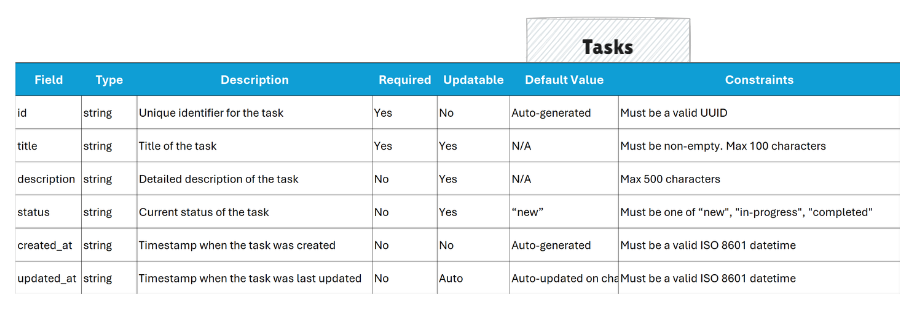 Tasks
Field Type Description Required Updatable Default Value Constraints
id string Unique identifier for the task Yes No Auto-generated Must be a valid UUID
title string Title of the task Yes Yes N/A Must be non-empty. Max 100 characters
description string Detailed description of the task No Yes N/A Max 500 characters
status string Current status of the task No Yes “new” Must be one of "new", "in-progress", "completed"
created_at string Timestamp when the task was created No No Auto-generated Must be a valid ISO 8601 datetime
updated_at string Timestamp when the task was last updated No Auto Auto-updated on cha Must be a valid ISO 8601 datetime